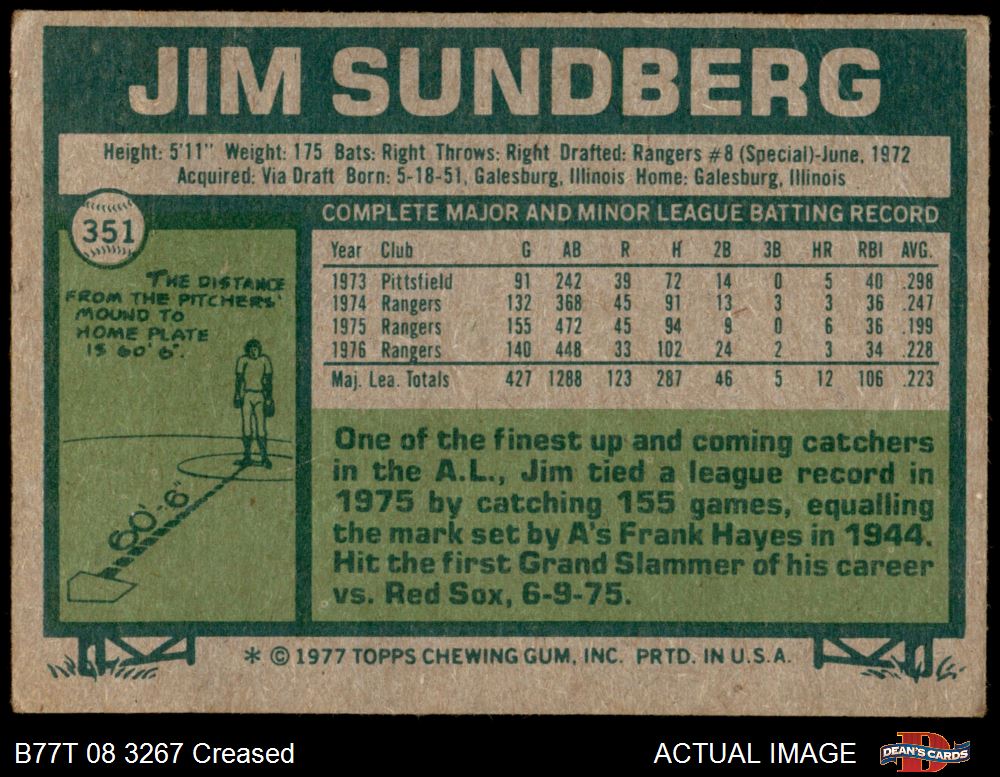 JIM SUNDBERG
Height: 5'11" Weight: 175 Bats: Right Throws: Right Drafted: Rangers #8 (Special)-June, 1972
Acquired: Via Draft Born: 5-18-51, Galesburg, Illinois Home: Galesburg, Illinois
351
THE DISTANCE
FROM THE PITCHERS'
MOUND TO
HOME PLATE
IS 60' 6".
60'-6"
COMPLETE MAJOR AND MINOR LEAGUE BATTING RECORD
Year Club G AB R H 2B 3B HR RBI AVG.
1973 Pittsfield 91 242 39 72 14 0 5 40 .298
1974 Rangers 132 368 45 91 13 3 3 36 .247
1975 Rangers 155 472 45 94 9 0 6 36 .199
1976 Rangers 140 448 33 102 24 2 3 34 .228
Maj. Lea. Totals 427 1288 123 287 46 5 12 106 .223
One of the finest up and coming catchers
in the A.L., Jim tied a league record in
1975 by catching 155 games, equalling
the mark set by A's Frank Hayes in 1944.
Hit the first Grand Slammer of his career
vs. Red Sox, 6-9-75.
* © 1977 TOPPS CHEWING GUM, INC. PRTD. IN U.S.A.
B77T 08 3267 Creased
ACTUAL IMAGE
DEAN'S CARDS